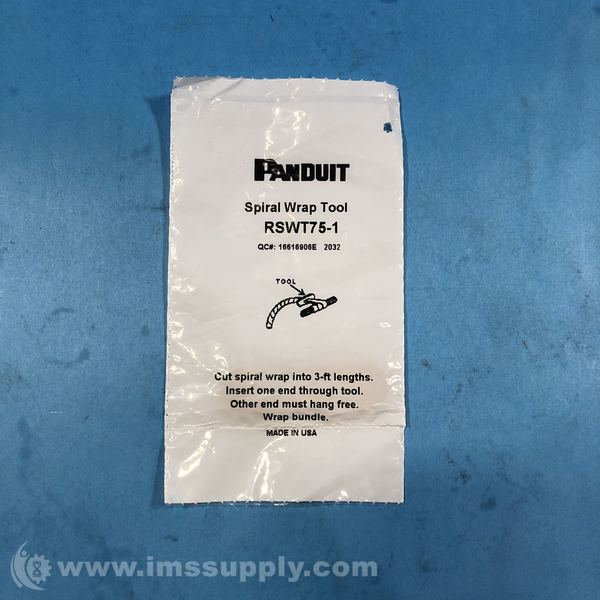 PANDUIT
Spiral Wrap Tool
RSWT75-1
QC#: 16616906E 2032
TOOL
Cut spiral wrap into 3-ft lengths.
Insert one end through tool.
Other end must hang free.
Wrap bundle.
MADE IN USA
www.imssupply.com